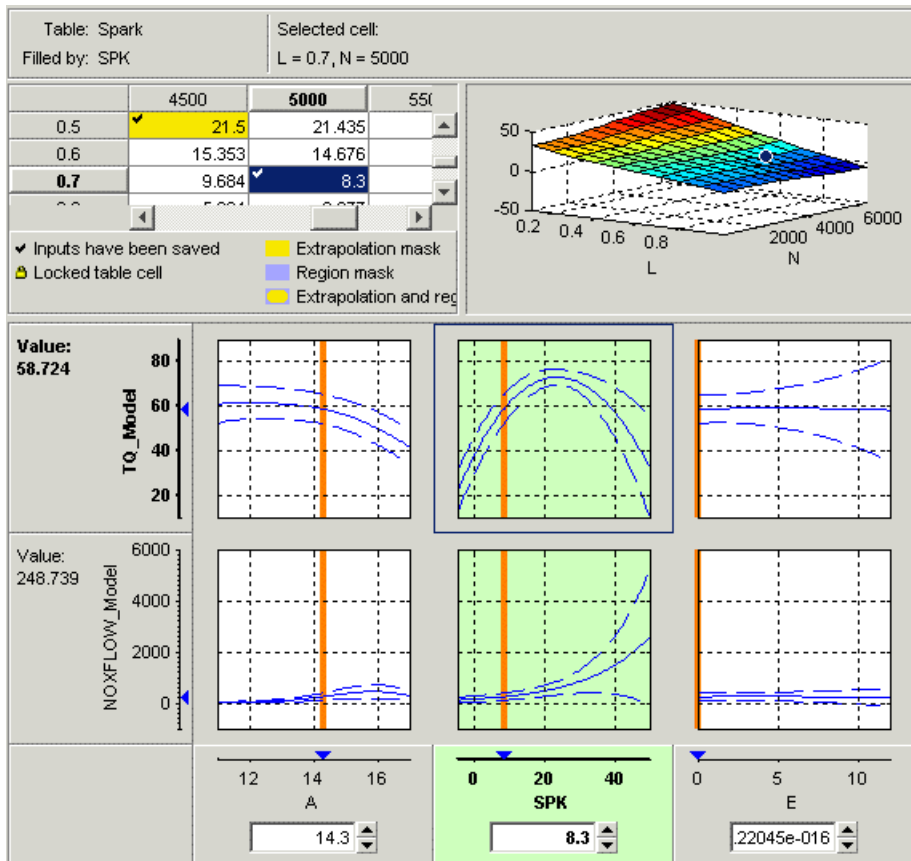 Table: Spark
Filled by: SPK
Selected cell:
L = 0.7, N = 5000
4500 5000
0.5 21.5 21.435
0.6 15.353 14.676
0.7 9.684 8.3
Inputs have been saved
Locked table cell
Extrapolation mask
Region mask
Extrapolation and reg
50
0
-50
0.2 0.4 0.6 0.8
L
2000 4000 6000
N
Value:
58.724
TQ_Model
80
60
40
20
Value:
248.739
NOXFLOW_Model
6000
4000
2000
0
12 14 16
A
14.3
0 20 40
SPK
8.3
0 5 10
E
.22045e-016